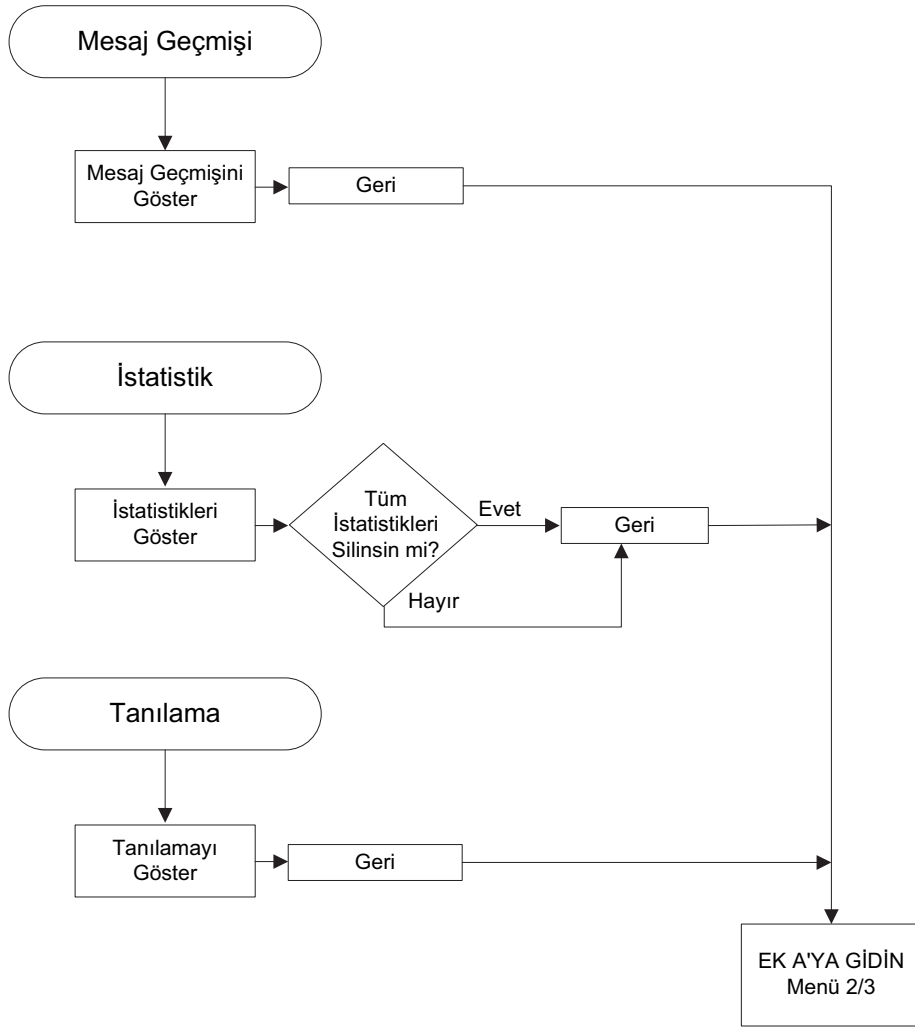 Mesaj Geçmişi
Mesaj Geçmişini
Göster
Geri
İstatistik
İstatistikleri
Göster
Tüm
İstatistikleri
Silinsin mi?
Evet
Geri
Hayır
Tanılama
Tanılamayı
Göster
Geri
EK A'YA GİDİN
Menü 2/3